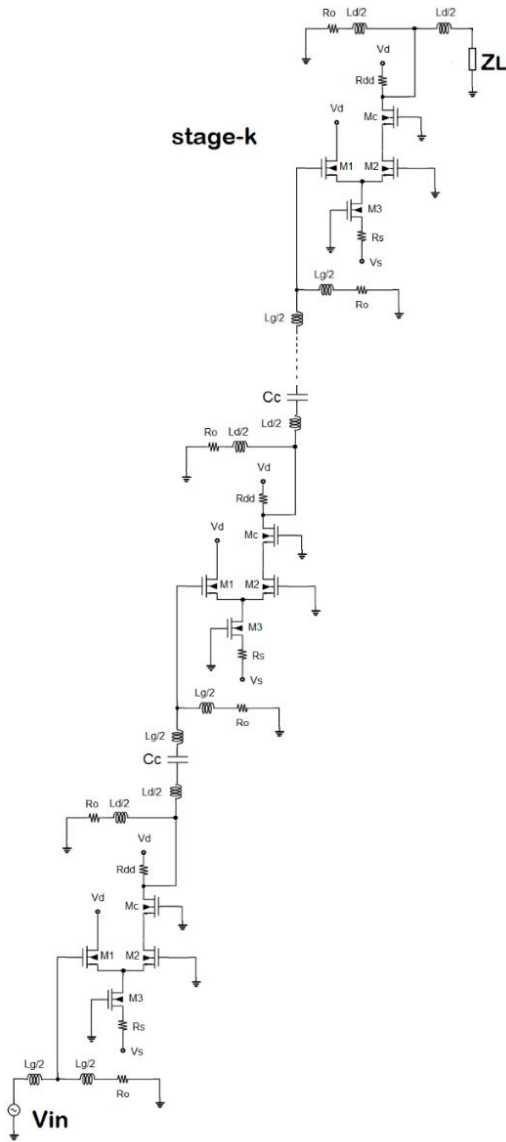 Ro Ld/2 Ld/2
Vd
ZL
Rdd
Vd
Mc
stage-k
M1 M2
M3
Rs
Vs
Lg/2
Ro
Lg/2
Cc
Ld/2
Ro Ld/2
Vd
Rdd
Vd
Mc
M1 M2
M3
Rs
Vs
Lg/2
Ro
Lg/2
Cc
Ld/2
Ro Ld/2
Vd
Rdd
Vd
Mc
M1 M2
M3
Rs
Vs
Lg/2 Lg/2
Ro
Vin